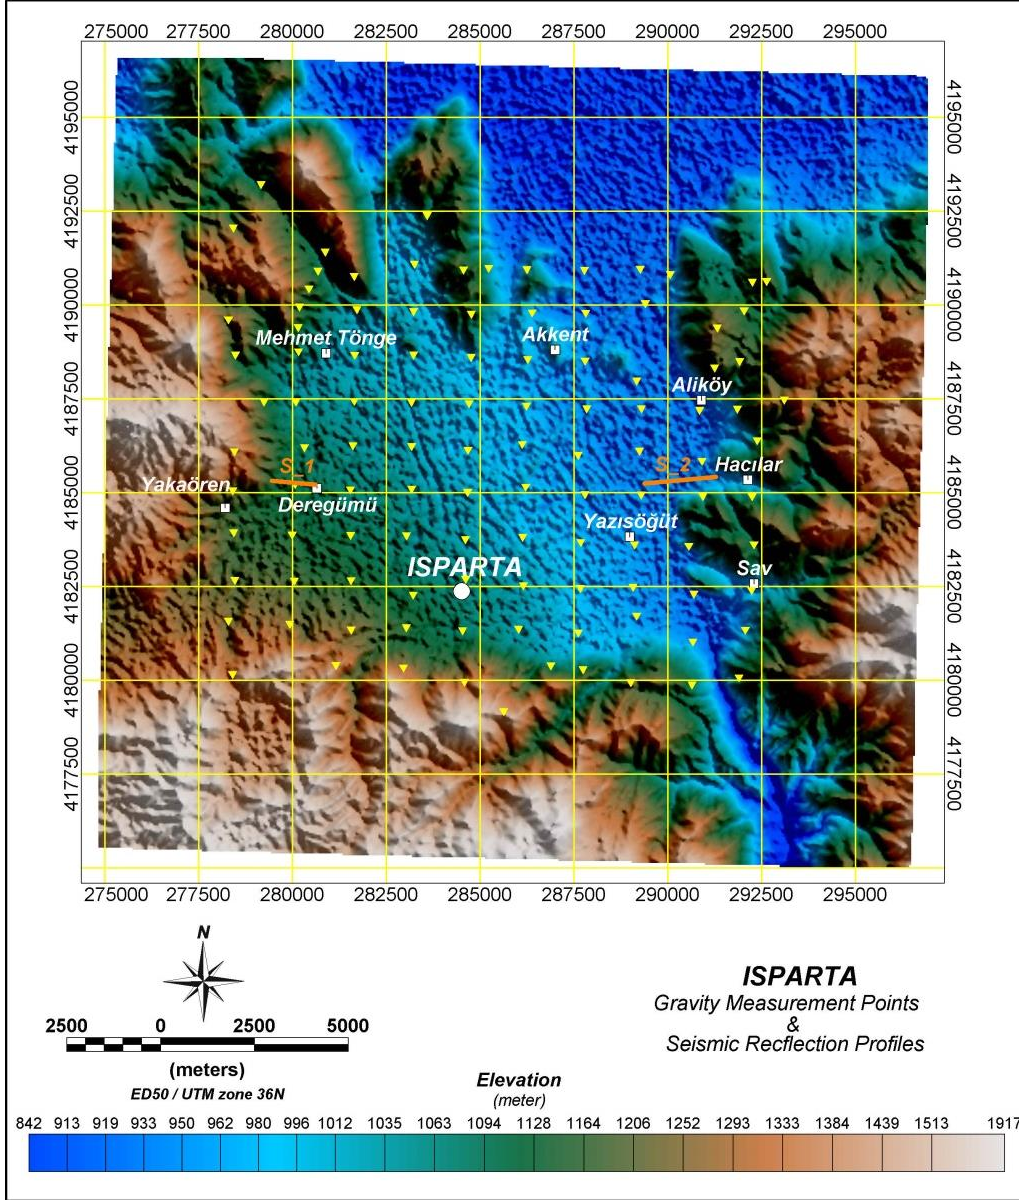 275000 277500 280000 282500 285000 287500 290000 292500 295000
4195000 4195000
4192500 4192500
4190000 4190000
Mehmet Tönge Akkent
Aliköy
4187500 4187500
S_1 S_2 Hacılar
Yakaören
4185000 4185000
Deregümü
Yazısöğüt
ISPARTA Sav
4182500 4182500
4180000 4180000
4177500 4177500
275000 277500 280000 282500 285000 287500 290000 292500 295000
N
2500 0 2500 5000
(meters)
ED50 / UTM zone 36N
ISPARTA
Gravity Measurement Points
&
Seismic Recflection Profiles
Elevation
(meter)
842 913 919 933 950 962 980 996 1012 1035 1063 1094 1128 1164 1206 1252 1293 1333 1384 1439 1513 1917